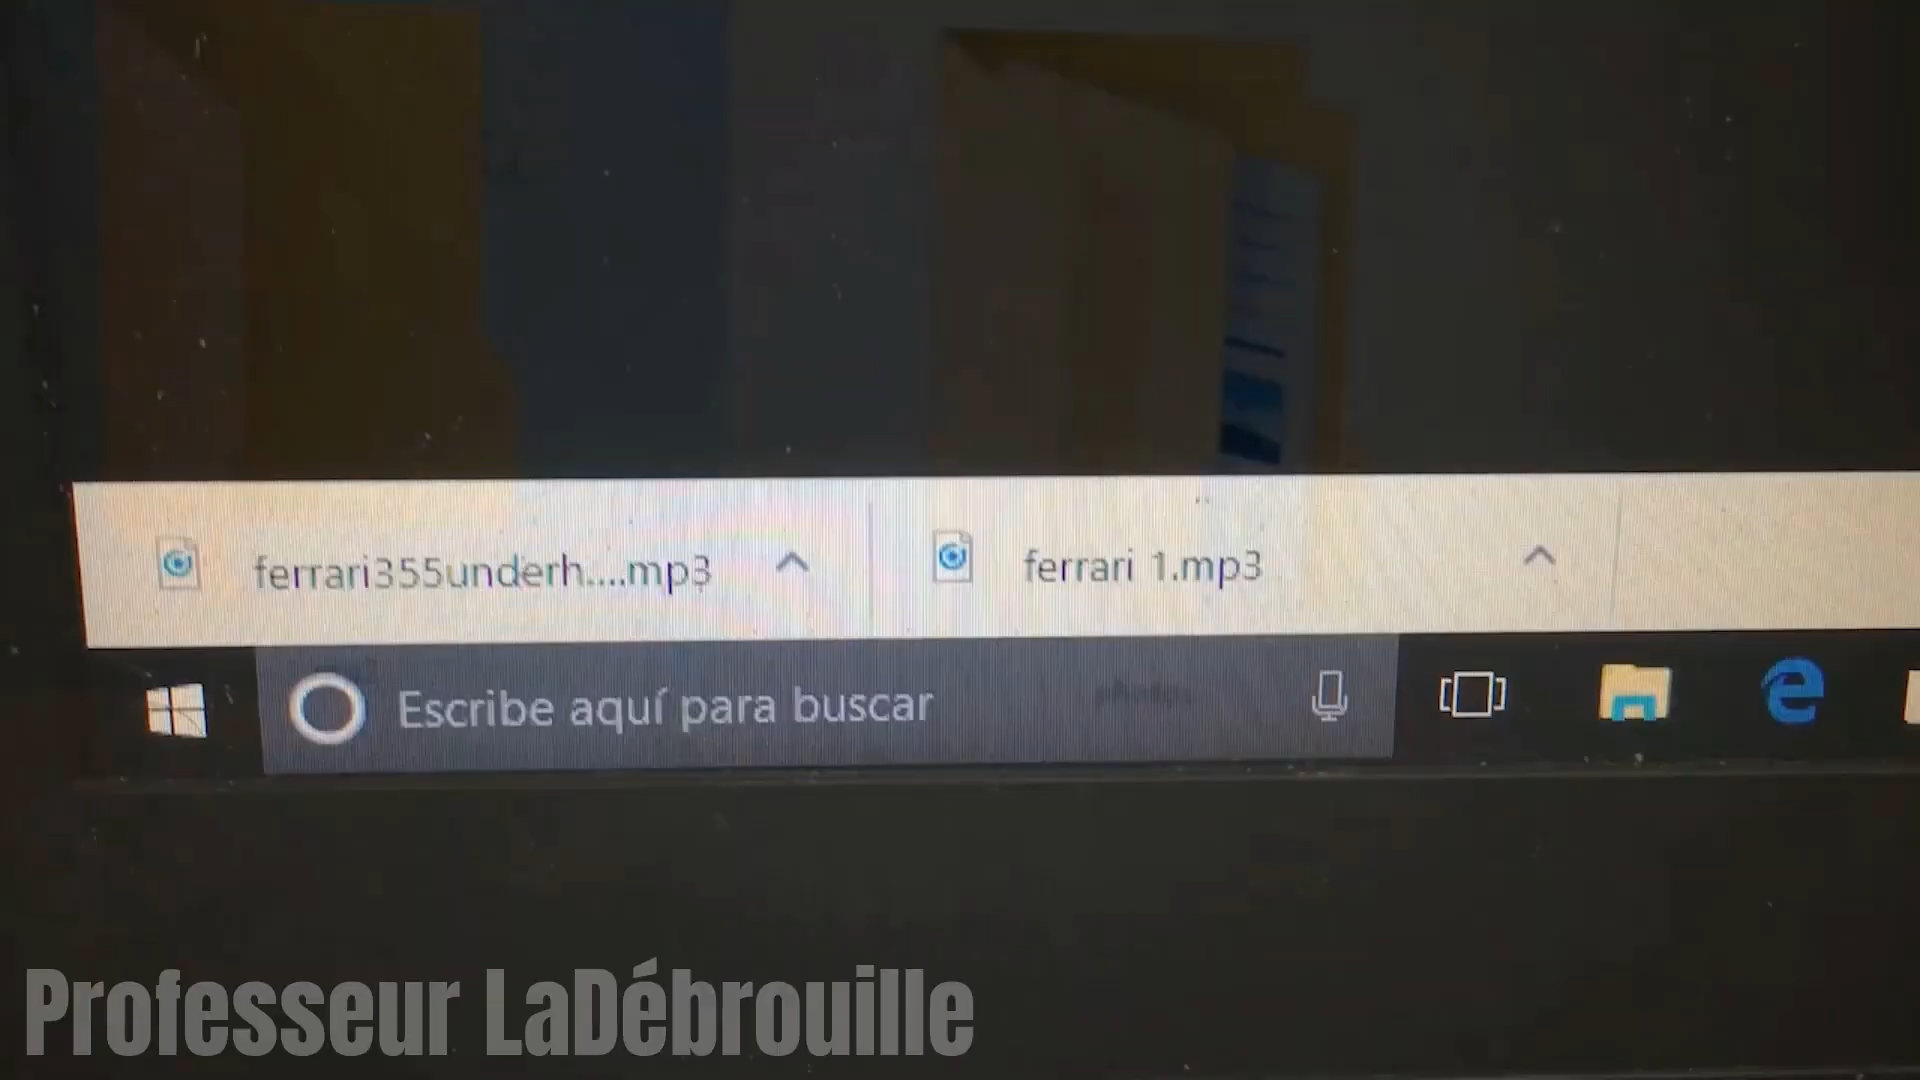 ferrari355underh....mp3
ferrari 1.mp3
Escribe aquí para buscar
Professeur LaDébrouille